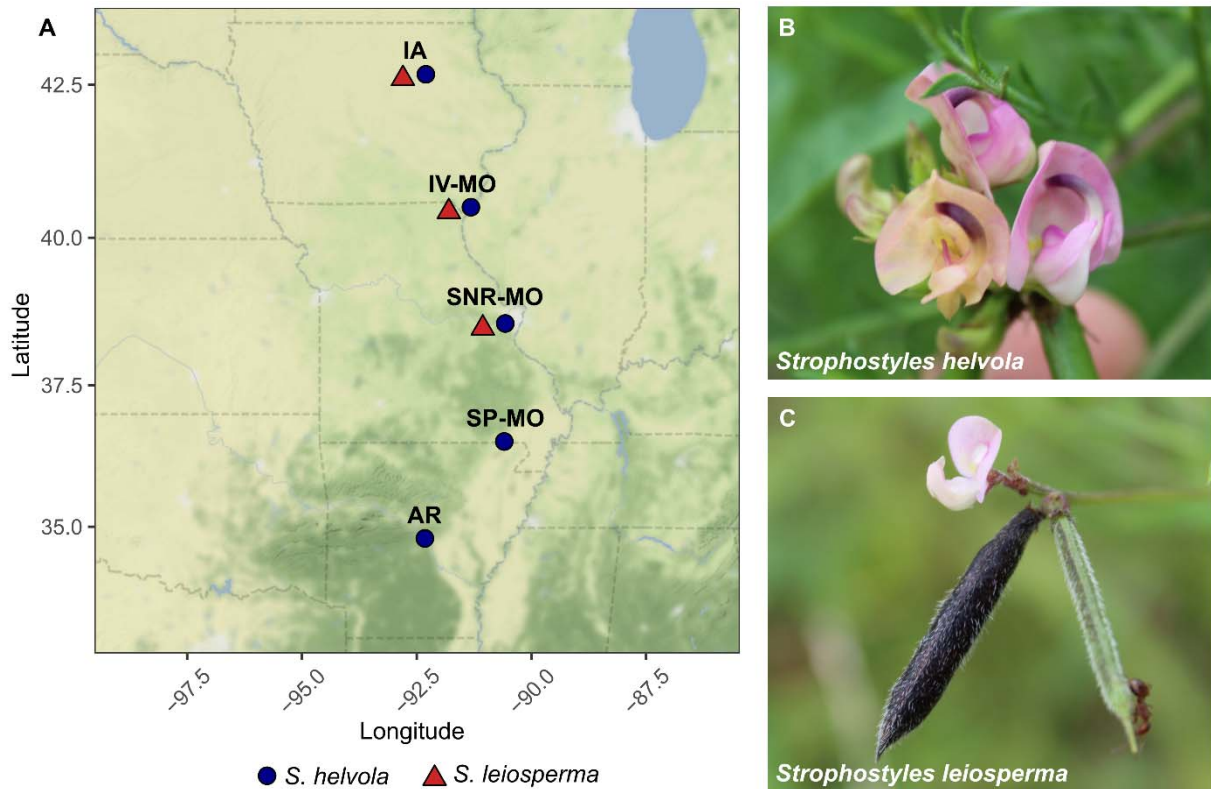 A
IA
42.5
IV-MO
40.0
SNR-MO
Latitude
37.5
SP-MO
AR
35.0
−97.5 −95.0 −92.5 −90.0 −87.5
Longitude
S. helvola S. leiosperma
B
Strophostyles helvola
C
Strophostyles leiosperma